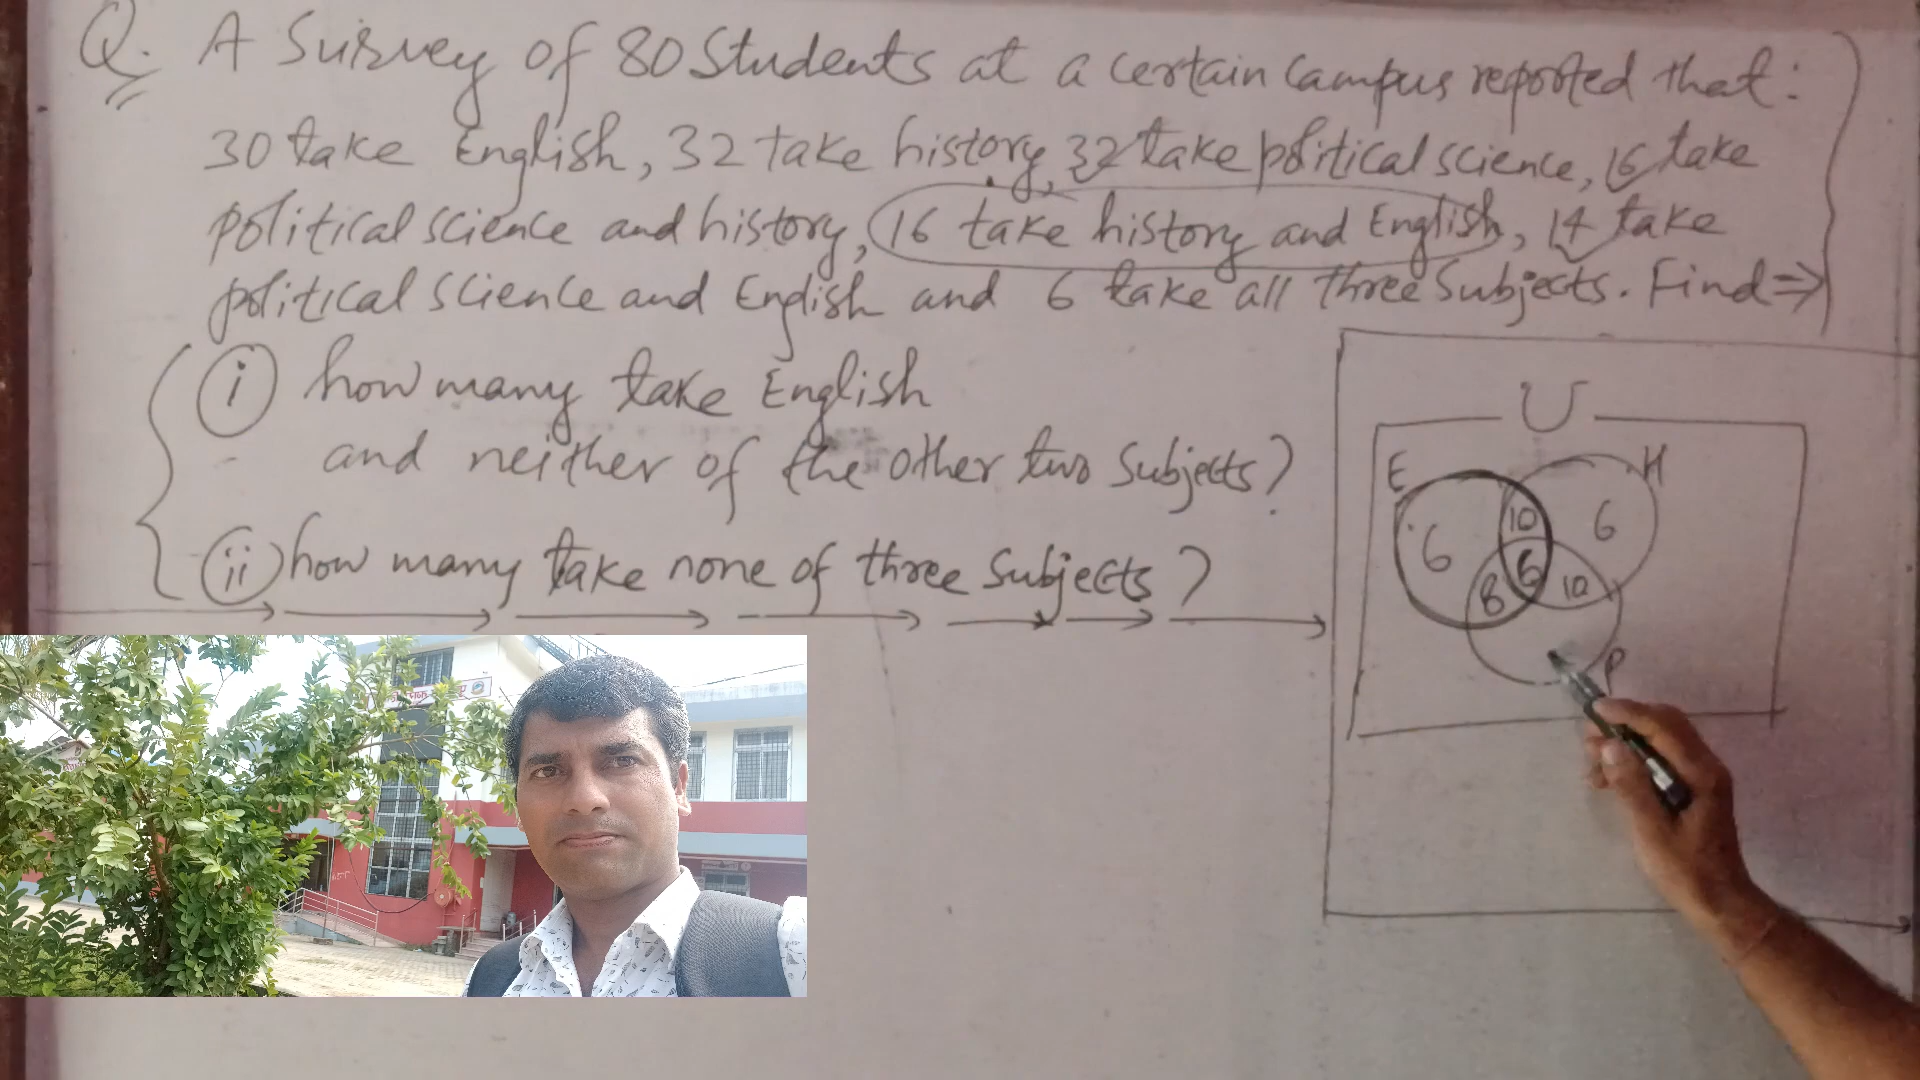 Q. A Survey of 80 Students at a certain campus reported that:
30 take English, 32 take history, 32 take political science, 16 take
political science and history, 16 take history and English, 14 take
political science and English and 6 take all three Subjects. Find ⇒
i how many take English
and neither of the other two Subjects?
ii how many take none of three Subjects?
U
E H
6 10 6
8 6 10
P